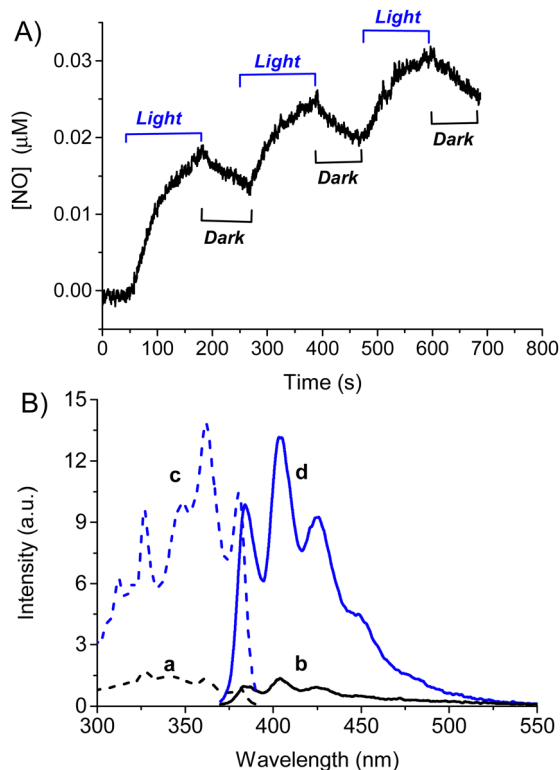 A)
[NO] (μM)
0.03
0.02
0.01
0.00
Light
Light
Light
Dark
Dark
Dark
0 100 200 300 400 500 600 700 800
Time (s)
B)
Intensity (a.u.)
15
12
9
6
3
0
c
d
a
b
300 350 400 450 500 550
Wavelength (nm)